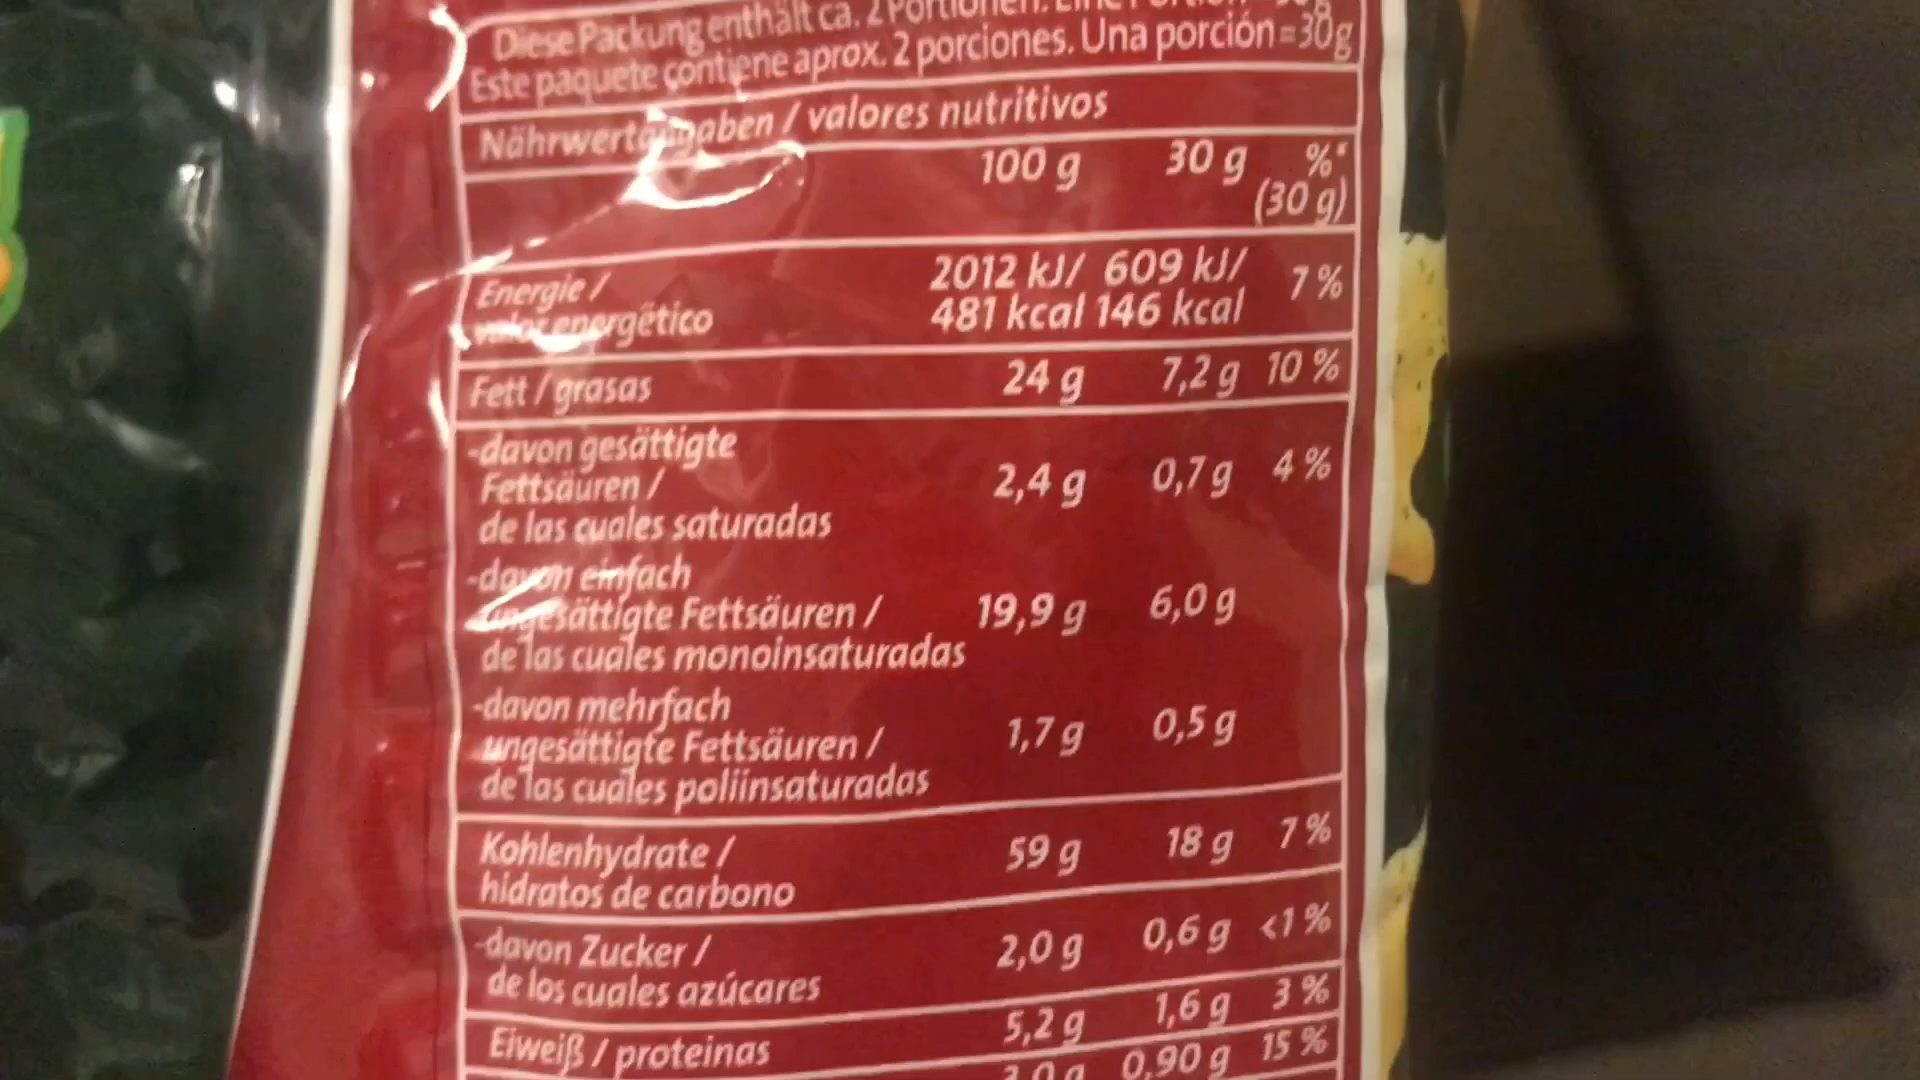 Diese Packung enthält ca. 2 Portionen.
Este paquete contiene aprox. 2 porciones. Una porción=30g
Nährwertangaben / valores nutritivos
100 g 30 g %*
(30 g)
Energie / 2012 kJ/ 609 kJ/ 7 %
valor energético 481 kcal 146 kcal
Fett / grasas 24 g 7,2 g 10 %
-davon gesättigte
Fettsäuren / 2,4 g 0,7 g 4 %
de las cuales saturadas
-davon einfach
ungesättigte Fettsäuren / 19,9 g 6,0 g
de las cuales monoinsaturadas
-davon mehrfach
ungesättigte Fettsäuren / 1,7 g 0,5 g
de las cuales poliinsaturadas
Kohlenhydrate / 59 g 18 g 7 %
hidratos de carbono
-davon Zucker / 2,0 g 0,6 g <1 %
de los cuales azúcares
Eiweiß / proteinas 5,2 g 1,6 g 3 %
0,90 g 15 %